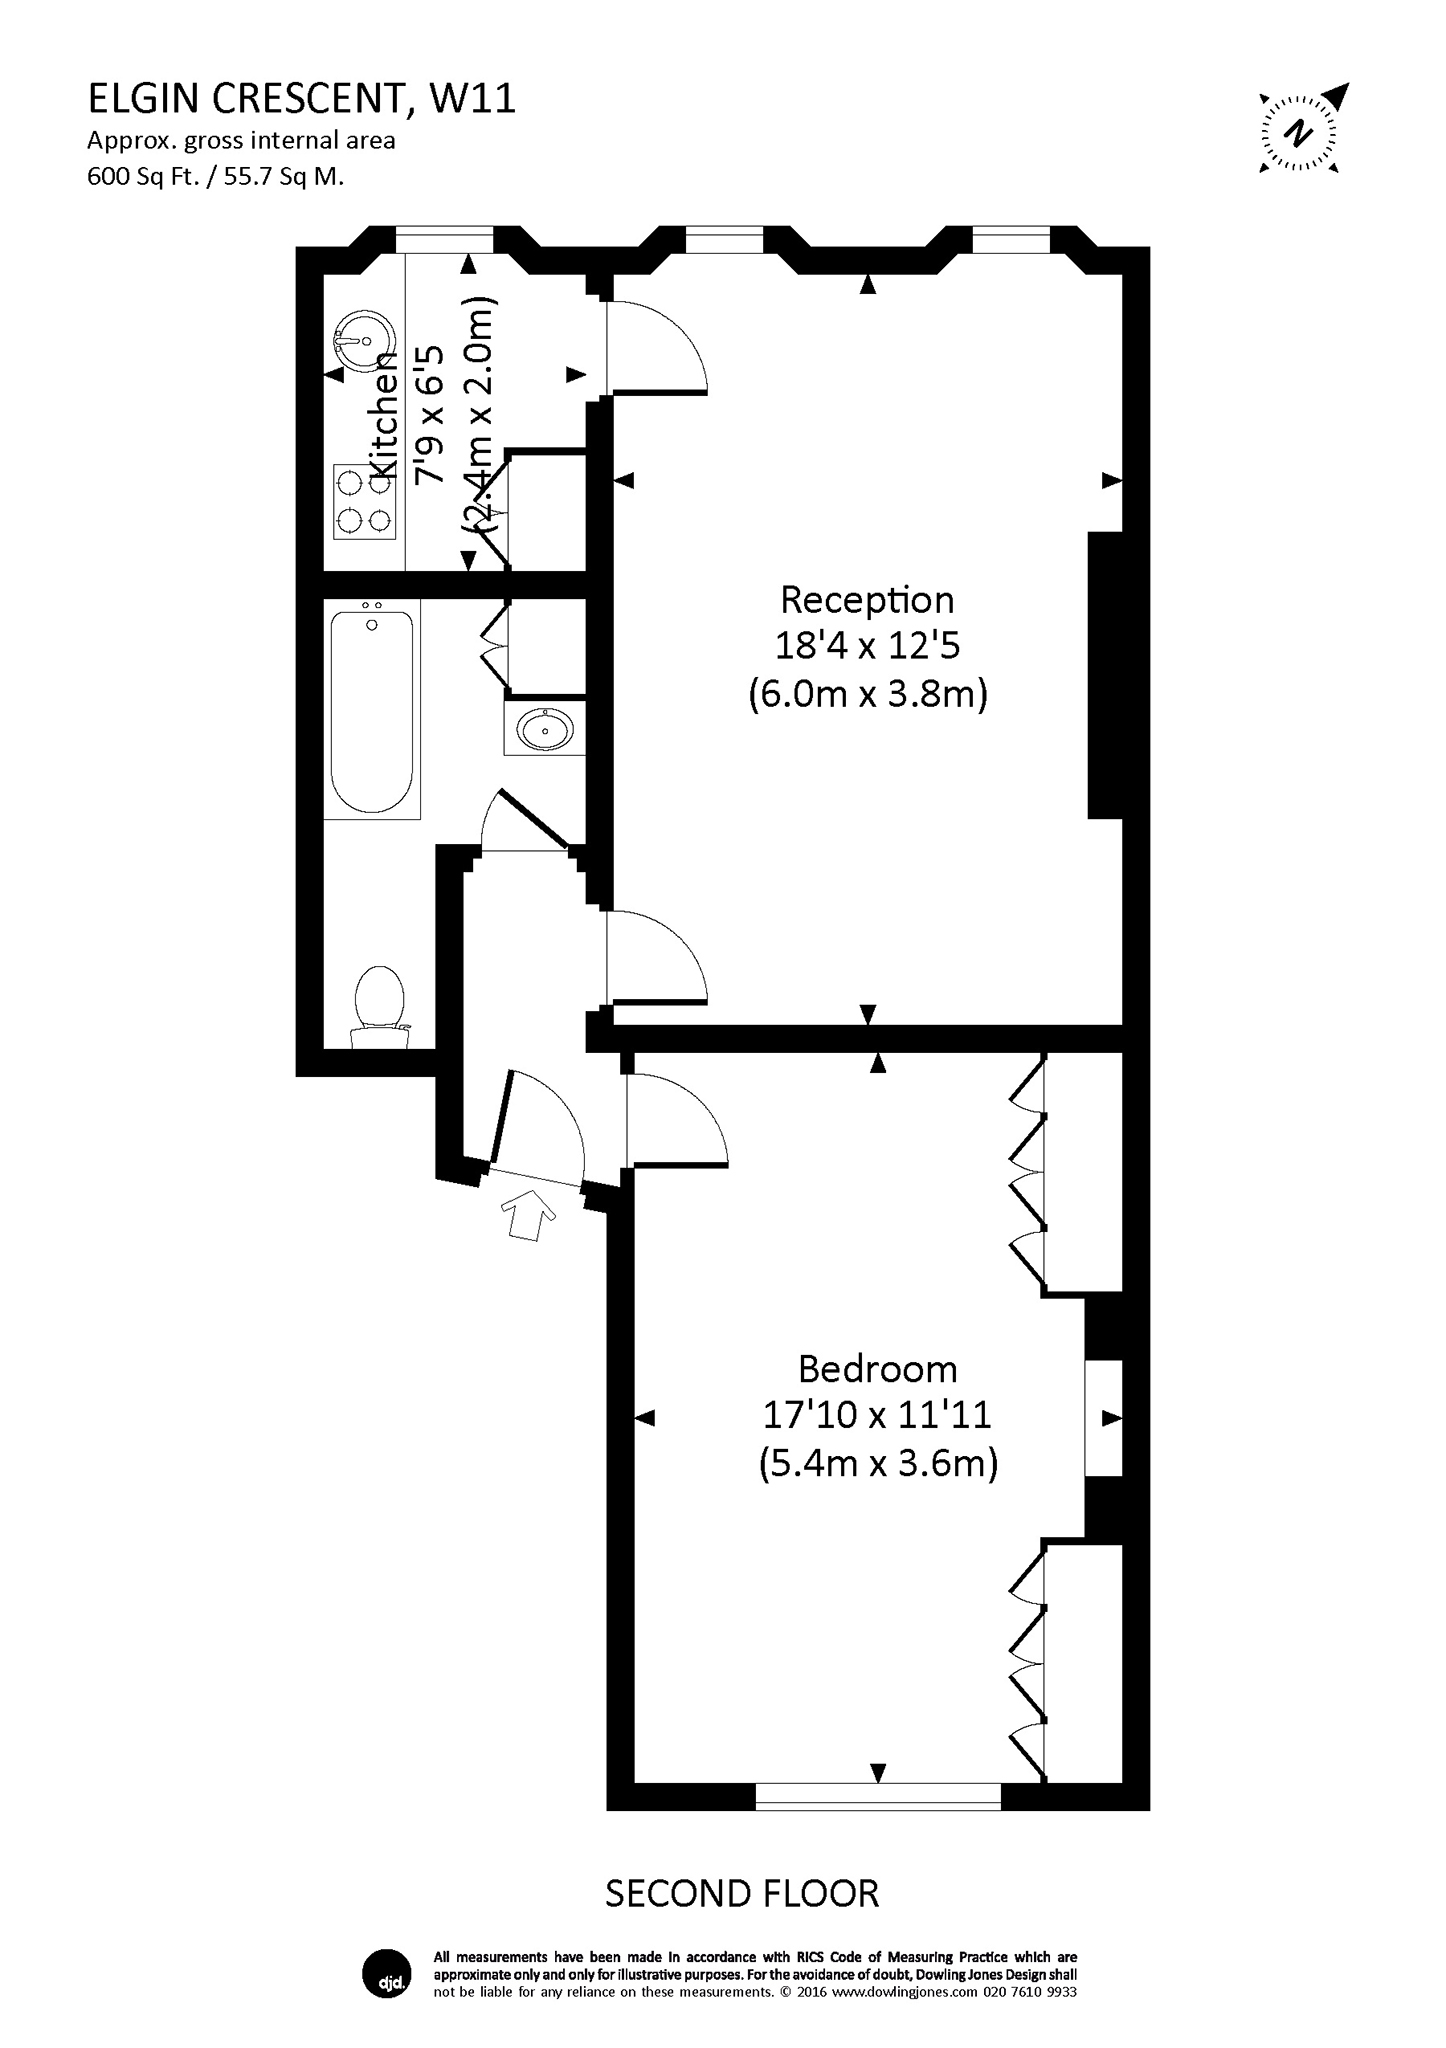 ELGIN CRESCENT, W11
Approx. gross internal area
600 Sq Ft. / 55.7 Sq M.
N
Kitchen
7'9 x 6'5
(2.4m x 2.0m)
Reception
18'4 x 12'5
(6.0m x 3.8m)
Bedroom
17'10 x 11'11
(5.4m x 3.6m)
SECOND FLOOR
djd.
All measurements have been made in accordance with RICS Code of Measuring Practice which are
approximate only and only for illustrative purposes. For the avoidance of doubt, Dowling Jones Design shall
not be liable for any reliance on these measurements. © 2016 www.dowlingjones.com 020 7610 9933